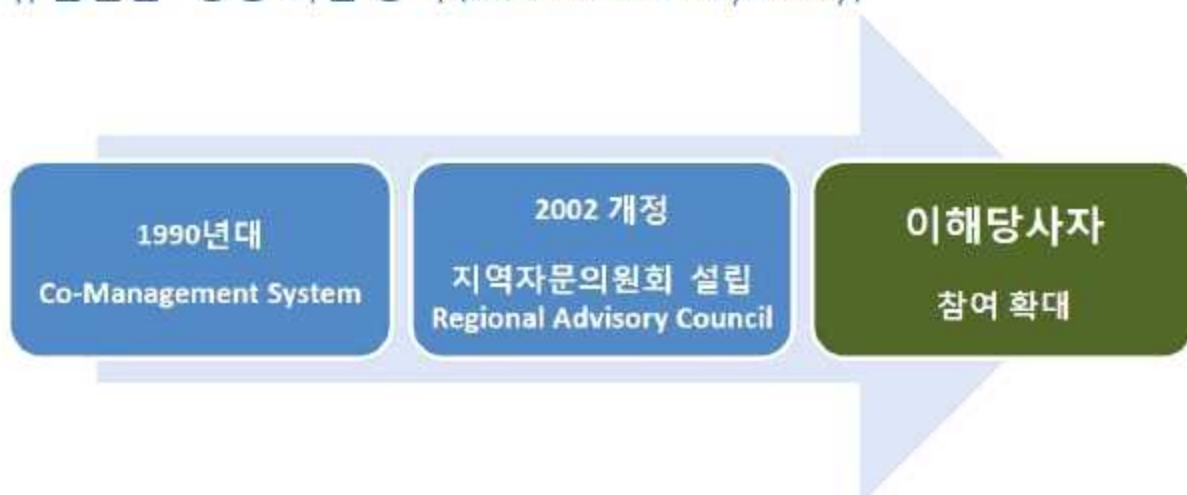 1990년대
Co-Management System
2002 개정
지역자문의원회 설립
Regional Advisory Council
이해당사자
참여 확대